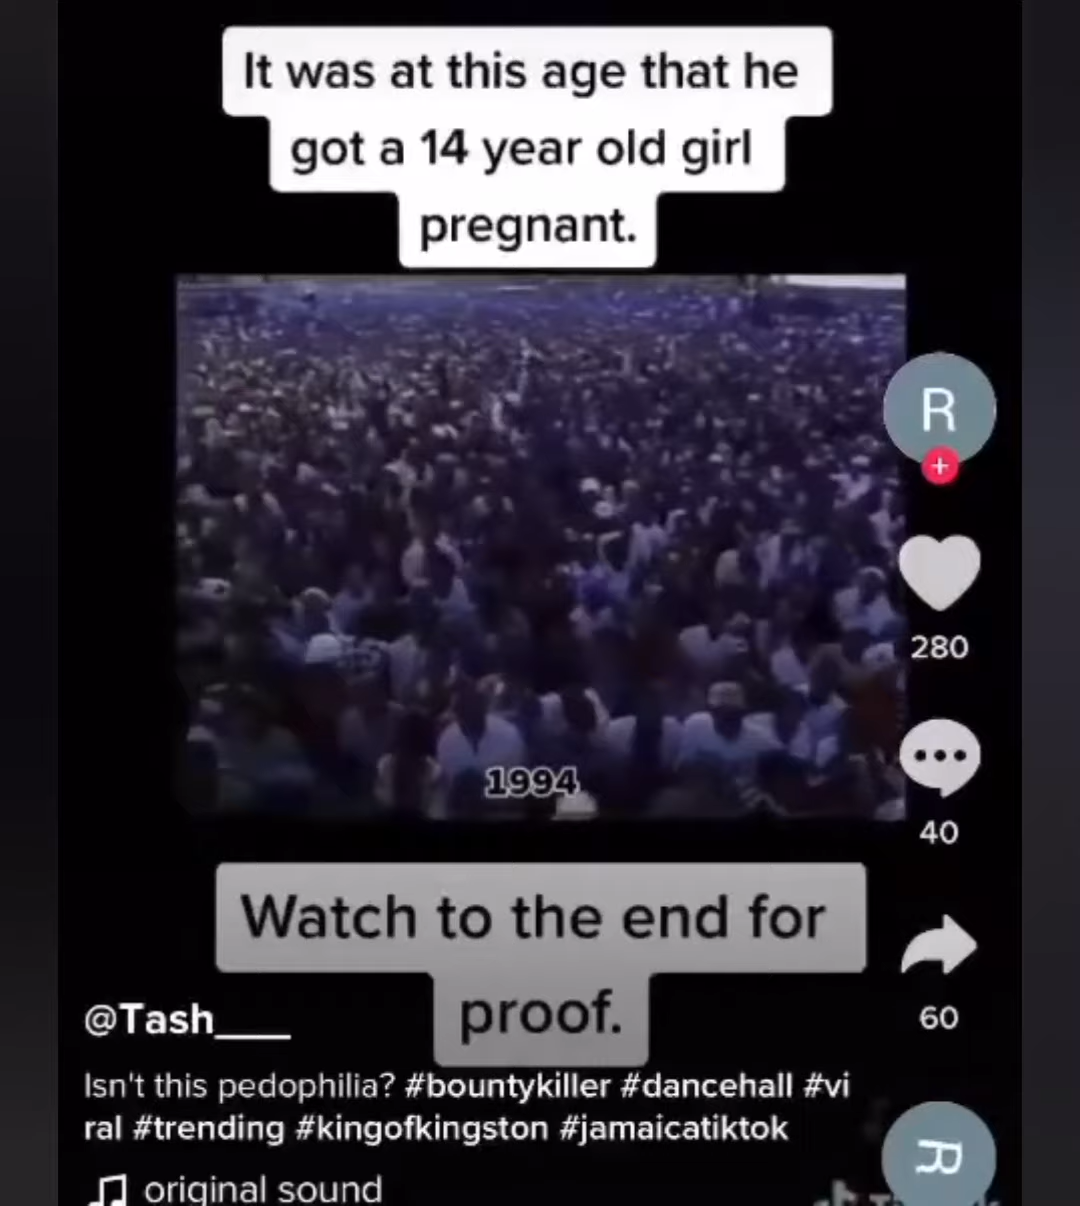 It was at this age that he
got a 14 year old girl
pregnant.
R
280
1994
40
Watch to the end for
proof.
60
@Tash___
Isn't this pedophilia? #bountykiller #dancehall #vi
ral #trending #kingofkingston #jamaicatiktok
R
original sound